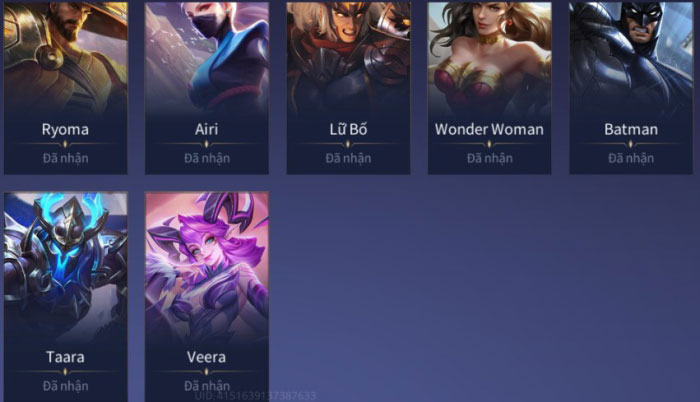 Ryoma
Đã nhận
Airi
Đã nhận
Lữ Bố
Đã nhận
Wonder Woman
Đã nhận
Batman
Đã nhận
Taara
Đã nhận
Veera
Đã nhận
UID:4151639137387633